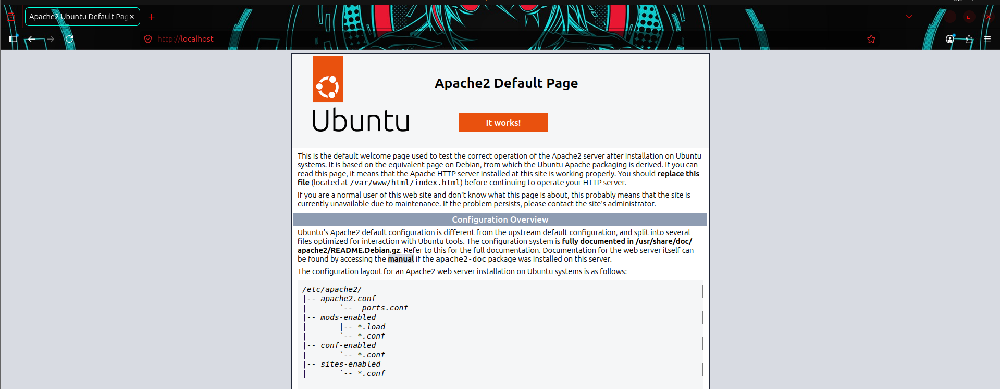 Apache2 Ubuntu Default Pag
http://localhost
Apache2 Default Page
Ubuntu
It works!
This is the default welcome page used to test the correct operation of the Apache2 server after installation on Ubuntu
systems. It is based on the equivalent page on Debian, from which the Ubuntu Apache packaging is derived. If you can
read this page, it means that the Apache HTTP server installed at this site is working properly. You should replace this
file (located at /var/www/html/index.html) before continuing to operate your HTTP server.
If you are a normal user of this web site and don't know what this page is about, this probably means that the site is
currently unavailable due to maintenance. If the problem persists, please contact the site's administrator.
Configuration Overview
Ubuntu's Apache2 default configuration is different from the upstream default configuration, and split into several
files optimized for interaction with Ubuntu tools. The configuration system is fully documented in /usr/share/doc/
apache2/README.Debian.gz. Refer to this for the full documentation. Documentation for the web server itself can
be found by accessing the manual if the apache2-doc package was installed on this server.
The configuration layout for an Apache2 web server installation on Ubuntu systems is as follows:
/etc/apache2/
|-- apache2.conf
|       `--  ports.conf
|-- mods-enabled
|       |-- *.load
|       `-- *.conf
|-- conf-enabled
|       `-- *.conf
|-- sites-enabled
|       `-- *.conf